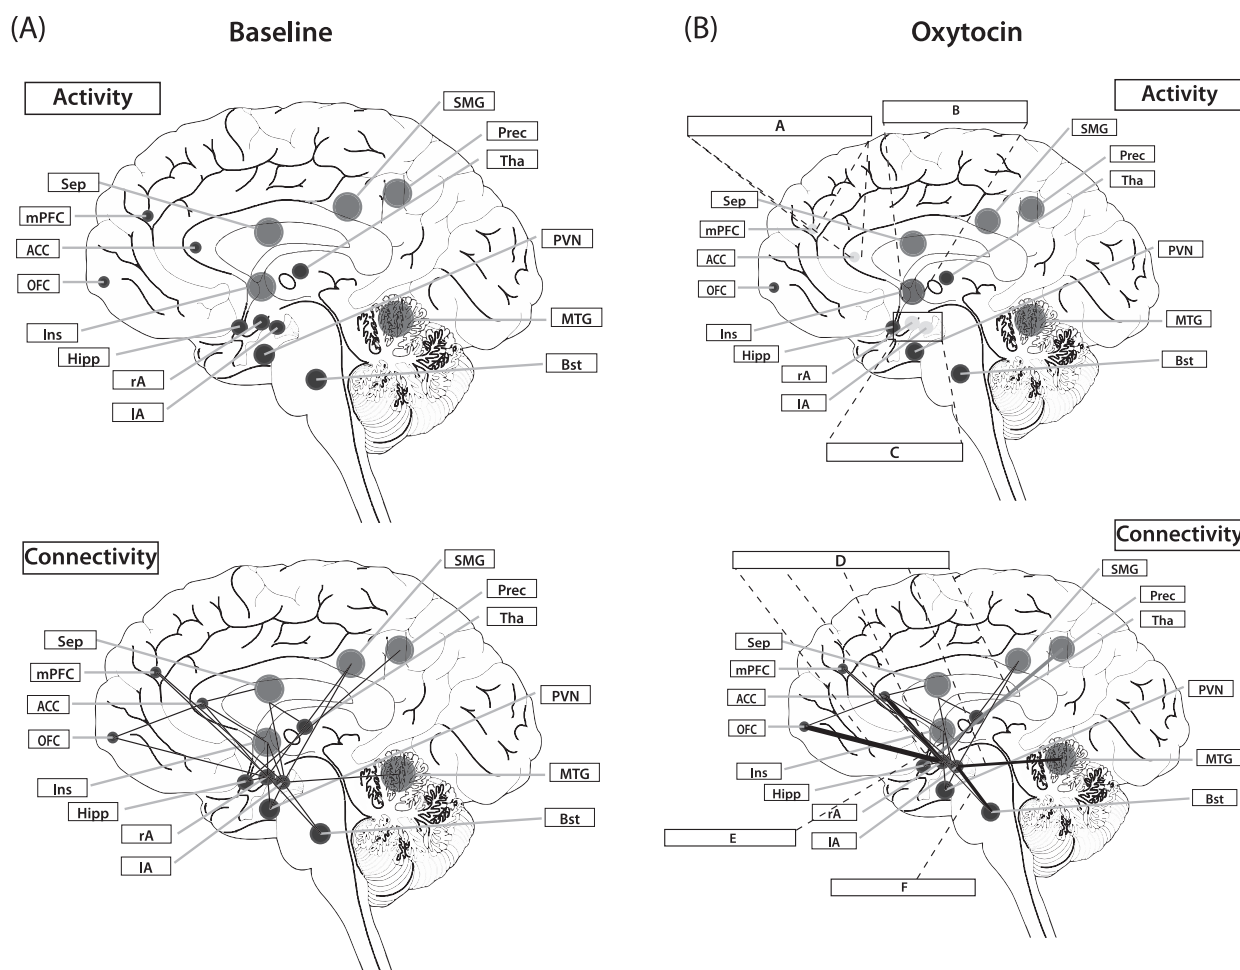 (A)
Baseline
Activity
SMG
Prec
Tha
Sep
mPFC
ACC
OFC
PVN
MTG
Ins
Hipp
rA
lA
Bst
Connectivity
SMG
Prec
Tha
Sep
mPFC
ACC
OFC
PVN
MTG
Ins
Hipp
rA
lA
Bst
(B)
Oxytocin
Activity
A
B
SMG
Prec
Tha
Sep
mPFC
ACC
OFC
PVN
MTG
Ins
Hipp
rA
lA
Bst
C
Connectivity
D
SMG
Prec
Tha
Sep
mPFC
ACC
OFC
PVN
MTG
Ins
Hipp
rA
lA
Bst
E
F